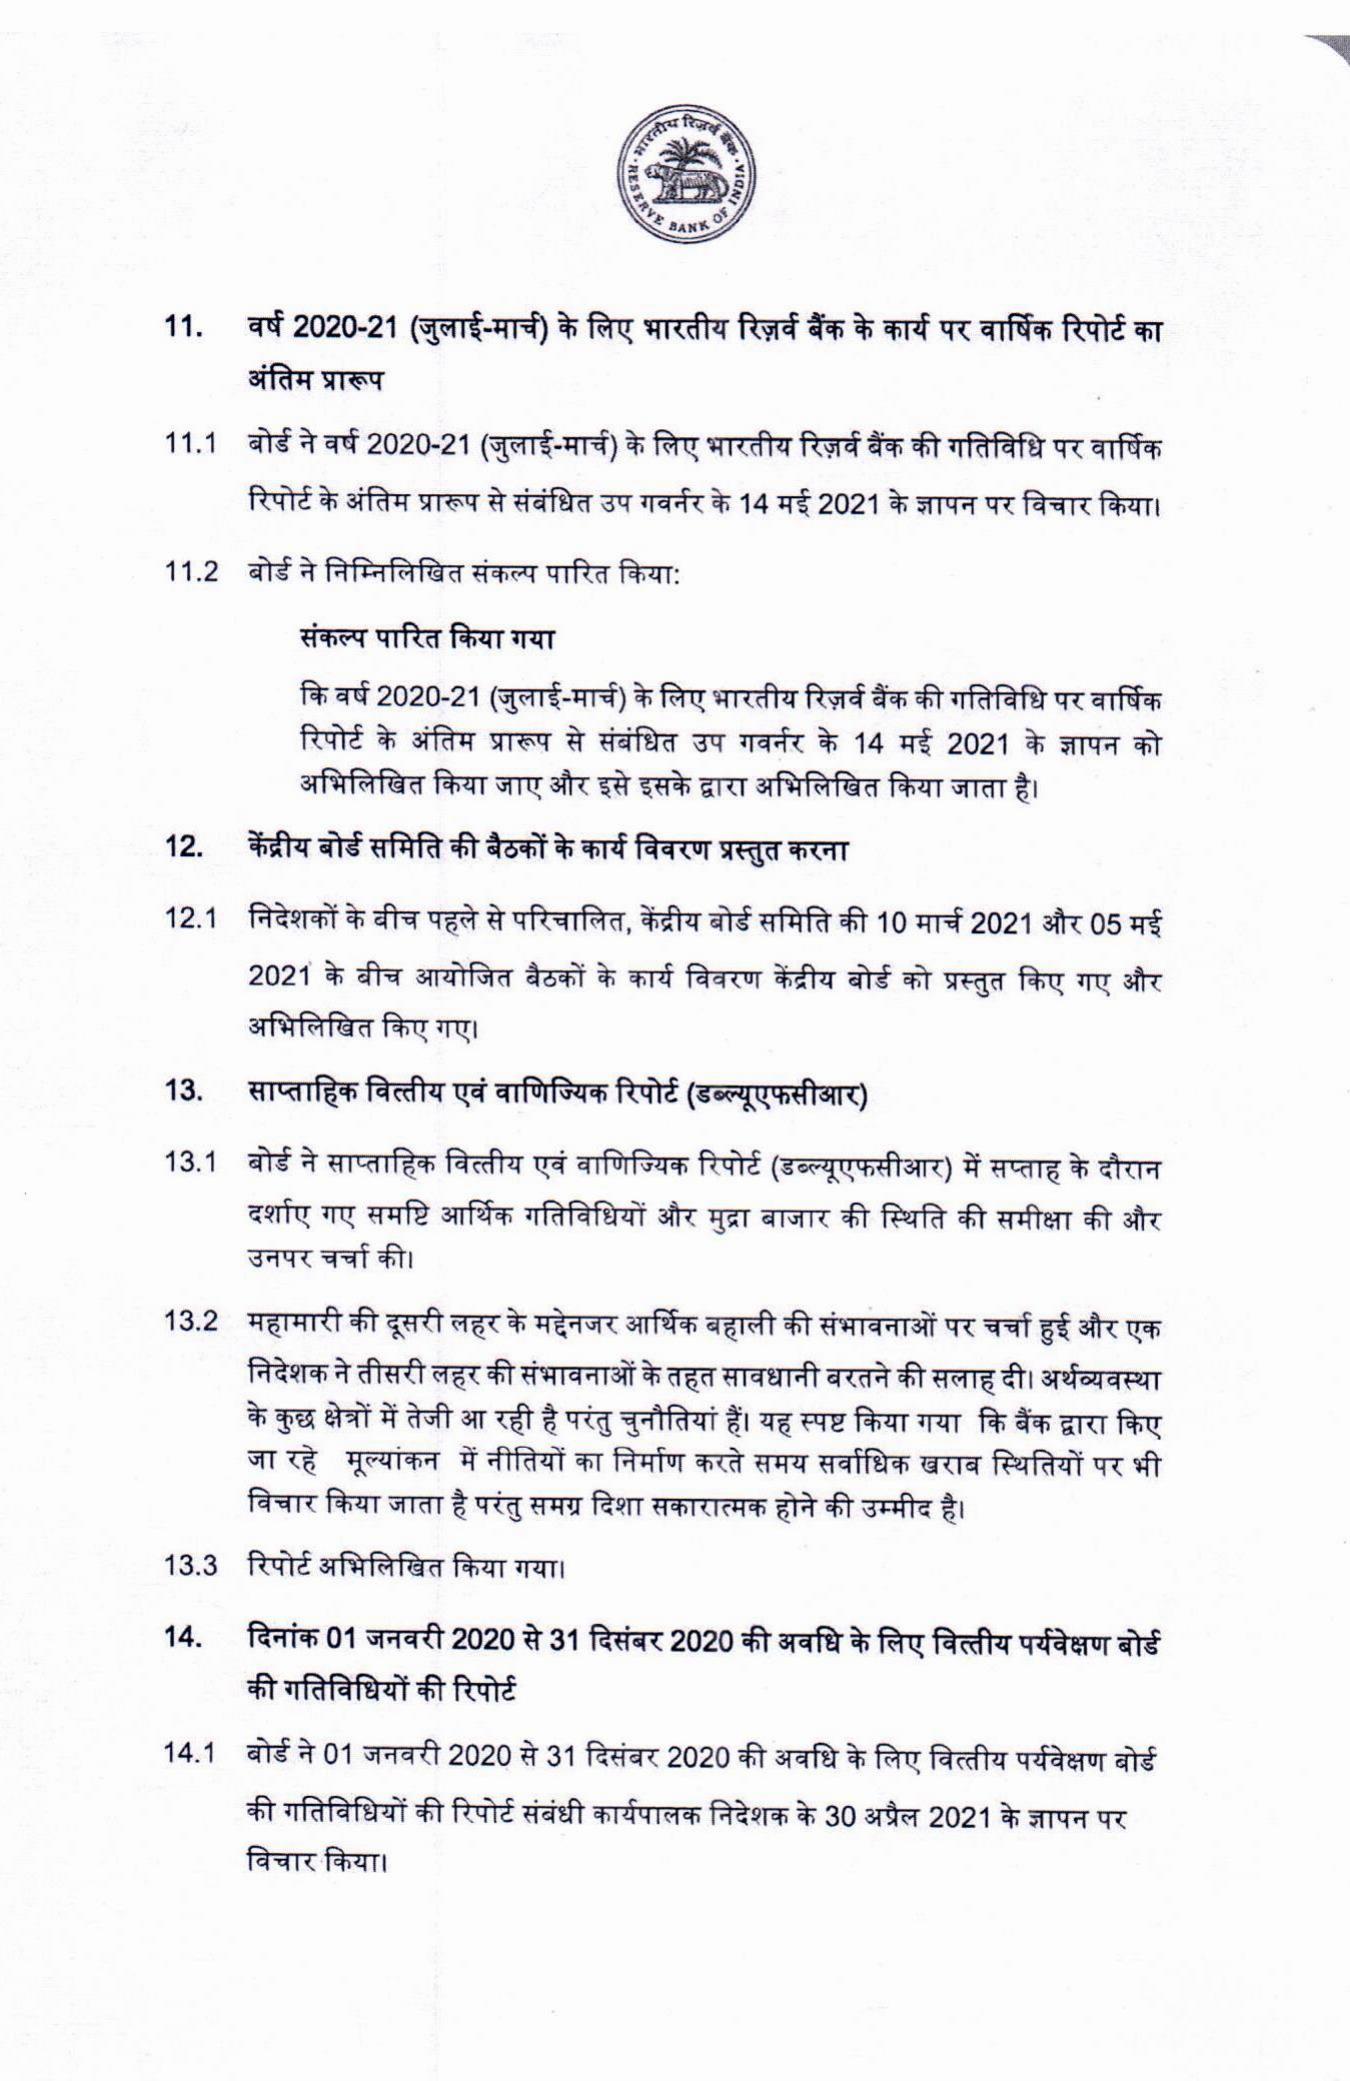 भारतीय रिज़र्व बैंक
RESERVE BANK OF INDIA
11. वर्ष 2020-21 (जुलाई-मार्च) के लिए भारतीय रिज़र्व बैंक के कार्य पर वार्षिक रिपोर्ट का
अंतिम प्रारूप
11.1 बोर्ड ने वर्ष 2020-21 (जुलाई-मार्च) के लिए भारतीय रिज़र्व बैंक की गतिविधि पर वार्षिक
रिपोर्ट के अंतिम प्रारूप से संबंधित उप गवर्नर के 14 मई 2021 के ज्ञापन पर विचार किया।
11.2 बोर्ड ने निम्निलिखित संकल्प पारित किया:
संकल्प पारित किया गया
कि वर्ष 2020-21 (जुलाई-मार्च) के लिए भारतीय रिज़र्व बैंक की गतिविधि पर वार्षिक
रिपोर्ट के अंतिम प्रारूप से संबंधित उप गवर्नर के 14 मई 2021 के ज्ञापन को
अभिलिखित किया जाए और इसे इसके द्वारा अभिलिखित किया जाता है।
12. केंद्रीय बोर्ड समिति की बैठकों के कार्य विवरण प्रस्तुत करना
12.1 निदेशकों के बीच पहले से परिचालित, केंद्रीय बोर्ड समिति की 10 मार्च 2021 और 05 मई
2021 के बीच आयोजित बैठकों के कार्य विवरण केंद्रीय बोर्ड को प्रस्तुत किए गए और
अभिलिखित किए गए।
13. साप्ताहिक वित्तीय एवं वाणिज्यिक रिपोर्ट (डब्ल्यूएफसीआर)
13.1 बोर्ड ने साप्ताहिक वित्तीय एवं वाणिज्यिक रिपोर्ट (डब्ल्यूएफसीआर) में सप्ताह के दौरान
दर्शाए गए समष्टि आर्थिक गतिविधियों और मुद्रा बाजार की स्थिति की समीक्षा की और
उनपर चर्चा की।
13.2 महामारी की दूसरी लहर के मद्देनजर आर्थिक बहाली की संभावनाओं पर चर्चा हुई और एक
निदेशक ने तीसरी लहर की संभावनाओं के तहत सावधानी बरतने की सलाह दी। अर्थव्यवस्था
के कुछ क्षेत्रों में तेजी आ रही है परंतु चुनौतियां हैं। यह स्पष्ट किया गया कि बैंक द्वारा किए
जा रहे मूल्यांकन में नीतियों का निर्माण करते समय सर्वाधिक खराब स्थितियों पर भी
विचार किया जाता है परंतु समग्र दिशा सकारात्मक होने की उम्मीद है।
13.3 रिपोर्ट अभिलिखित किया गया।
14. दिनांक 01 जनवरी 2020 से 31 दिसंबर 2020 की अवधि के लिए वित्तीय पर्यवेक्षण बोर्ड
की गतिविधियों की रिपोर्ट
14.1 बोर्ड ने 01 जनवरी 2020 से 31 दिसंबर 2020 की अवधि के लिए वित्तीय पर्यवेक्षण बोर्ड
की गतिविधियों की रिपोर्ट संबंधी कार्यपालक निदेशक के 30 अप्रैल 2021 के ज्ञापन पर
विचार किया।